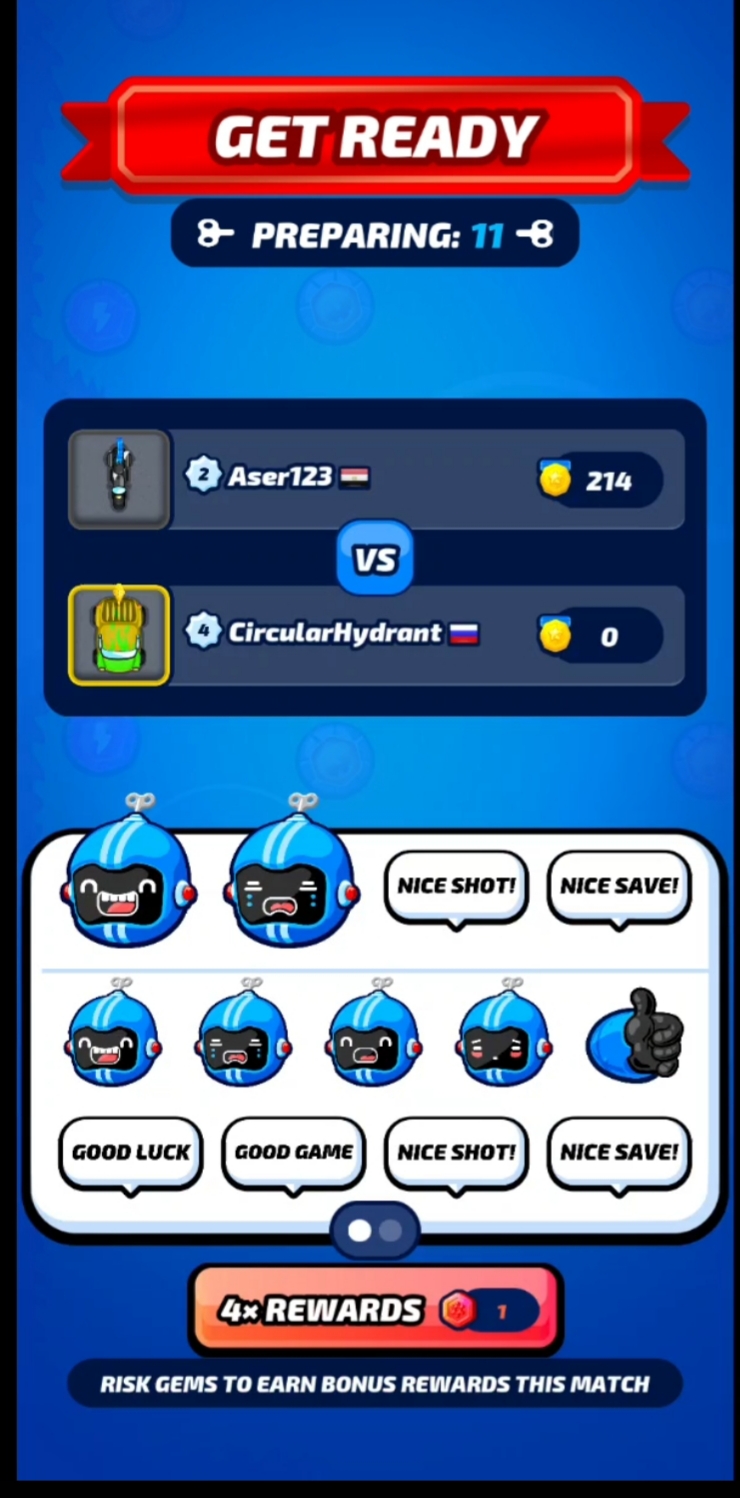 GET READY
PREPARING: 11
2 Aser123 214
VS
4 CircularHydrant 0
NICE SHOT! NICE SAVE!
GOOD LUCK GOOD GAME NICE SHOT! NICE SAVE!
4x REWARDS 1
RISK GEMS TO EARN BONUS REWARDS THIS MATCH